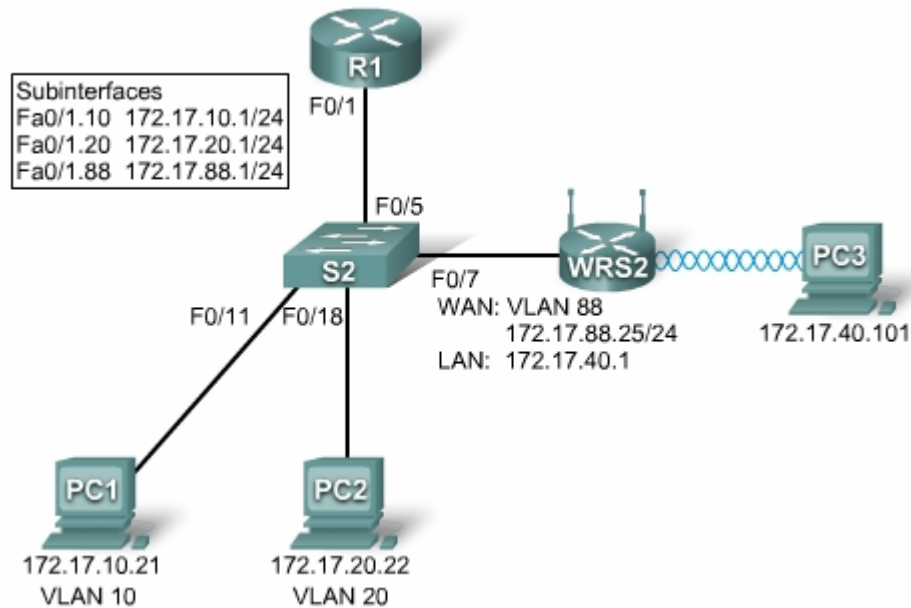 R1
Subinterfaces
Fa0/1.10 172.17.10.1/24
Fa0/1.20 172.17.20.1/24
Fa0/1.88 172.17.88.1/24
F0/1
F0/5
S2
WRS2
PC3
F0/7
WAN: VLAN 88
172.17.88.25/24
LAN: 172.17.40.1
172.17.40.101
F0/11
F0/18
PC1
PC2
172.17.10.21
VLAN 10
172.17.20.22
VLAN 20